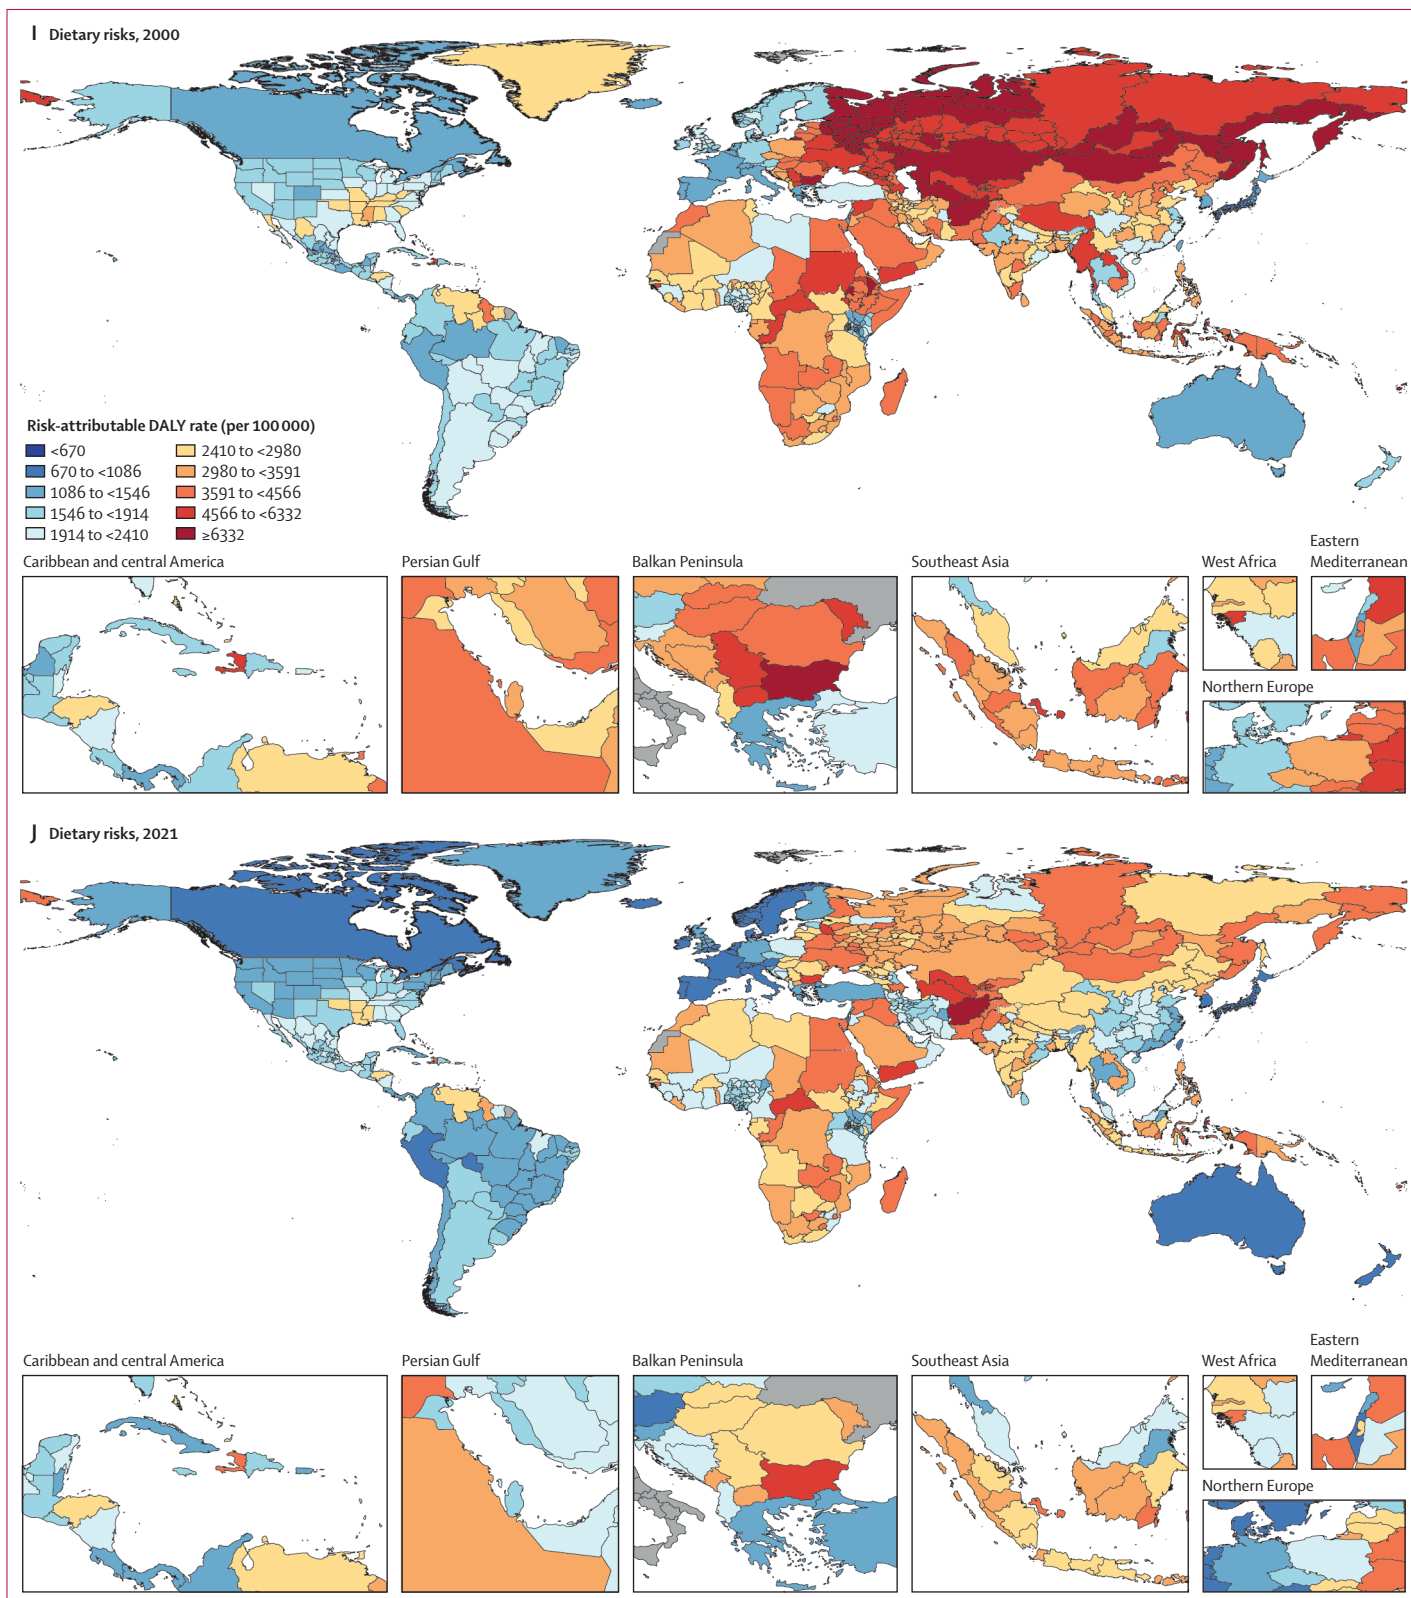 I Dietary risks, 2000
Risk-attributable DALY rate (per 100 000)
<670
670 to <1086
1086 to <1546
1546 to <1914
1914 to <2410
2410 to <2980
2980 to <3591
3591 to <4566
4566 to <6332
≥6332
Caribbean and central America
Persian Gulf
Balkan Peninsula
Southeast Asia
West Africa
Eastern
Mediterranean
Northern Europe
J Dietary risks, 2021
Caribbean and central America
Persian Gulf
Balkan Peninsula
Southeast Asia
West Africa
Eastern
Mediterranean
Northern Europe